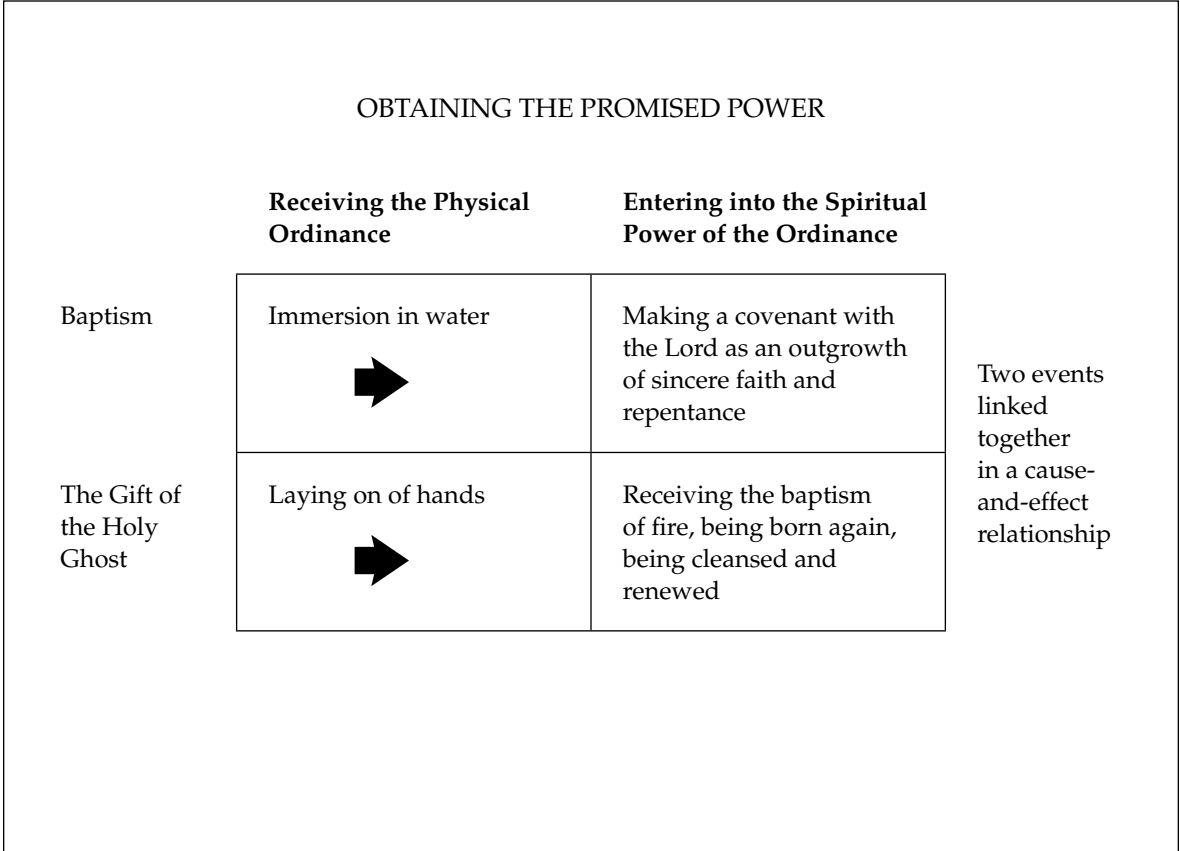 OBTAINING THE PROMISED POWER
Receiving the Physical
Ordinance
Entering into the Spiritual
Power of the Ordinance
Baptism
Immersion in water
Making a covenant with
the Lord as an outgrowth
of sincere faith and
repentance
The Gift of
the Holy
Ghost
Laying on of hands
Receiving the baptism
of fire, being born again,
being cleansed and
renewed
Two events
linked
together
in a cause-
and-effect
relationship